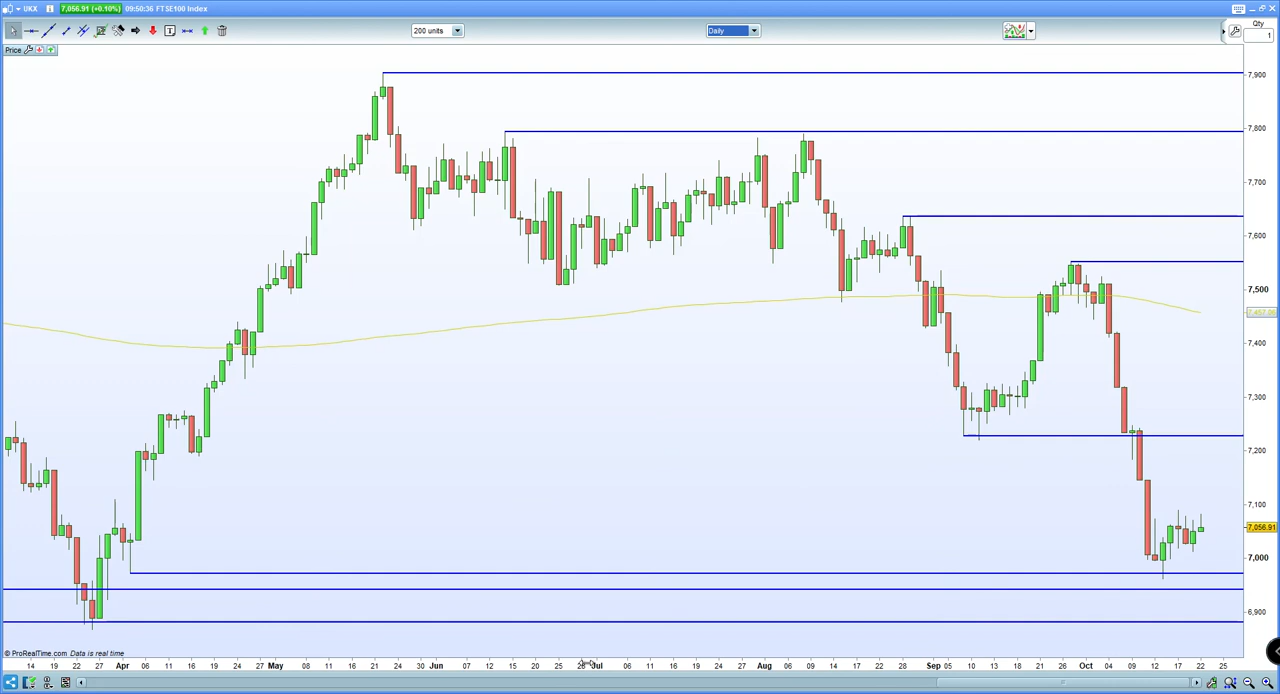 UKX 7,056.91 (+0.10%) 09:50:36 FTSE100 Index
200 units Daily Qty
1
Price
7,900
7,800
7,700
7,600
7,500
7,457.06
7,400
7,300
7,200
7,100
7,056.91
7,000
6,900
© ProRealTime.com Data is real time
14 19 22 27 Apr 06 11 16 19 24 27 May 08 11 16 21 24 30 Jun 07 12 15 20 25 28 Jul 06 11 16 19 24 27 Aug 06 09 14 17 22 28 Sep 05 10 13 18 21 26 Oct 04 09 12 17 22 25